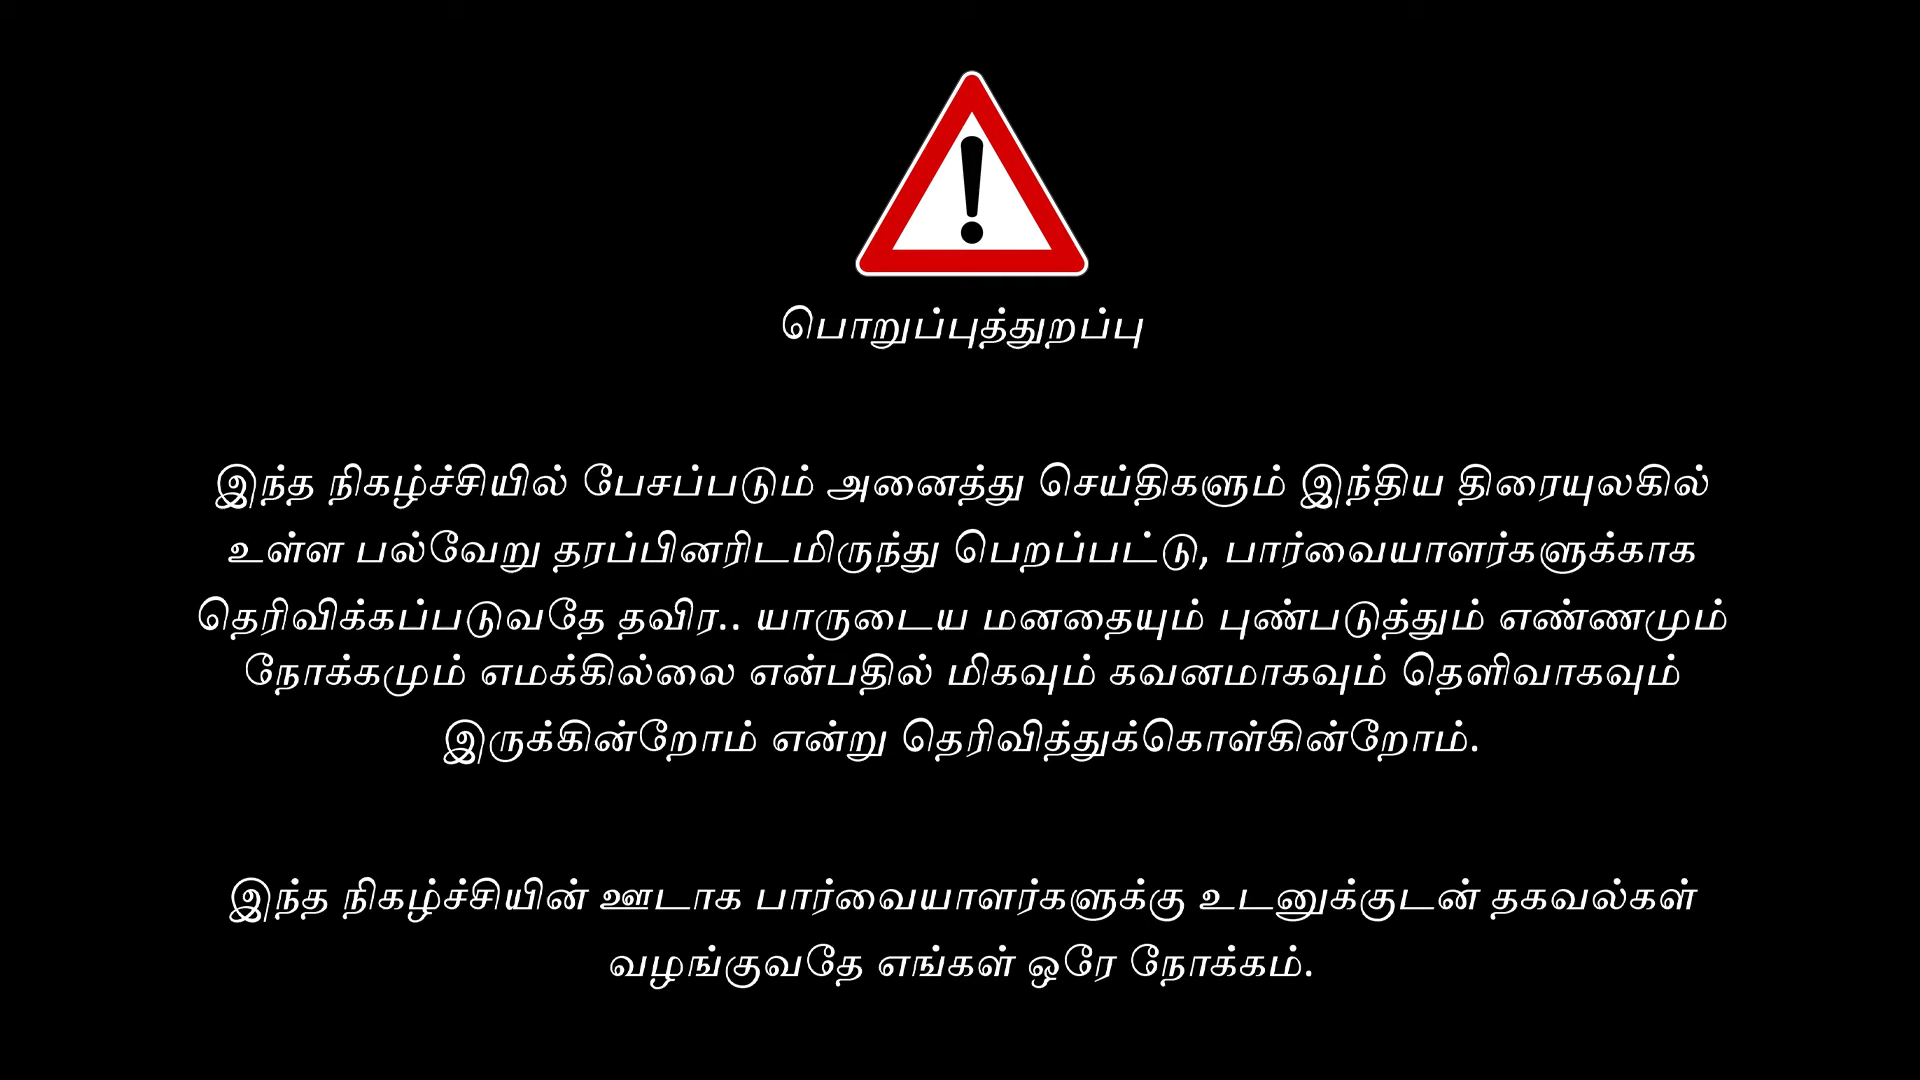 பொறுப்புத்துறப்பு
இந்த நிகழ்ச்சியில் பேசப்படும் அனைத்து செய்திகளும் இந்திய திரையுலகில்
உள்ள பல்வேறு தரப்பினரிடமிருந்து பெறப்பட்டு, பார்வையாளர்களுக்காக
தெரிவிக்கப்படுவதே தவிர.. யாருடைய மனதையும் புண்படுத்தும் எண்ணமும்
நோக்கமும் எமக்கில்லை என்பதில் மிகவும் கவனமாகவும் தெளிவாகவும்
இருக்கின்றோம் என்று தெரிவித்துக்கொள்கின்றோம்.
இந்த நிகழ்ச்சியின் ஊடாக பார்வையாளர்களுக்கு உடனுக்குடன் தகவல்கள்
வழங்குவதே எங்கள் ஒரே நோக்கம்.